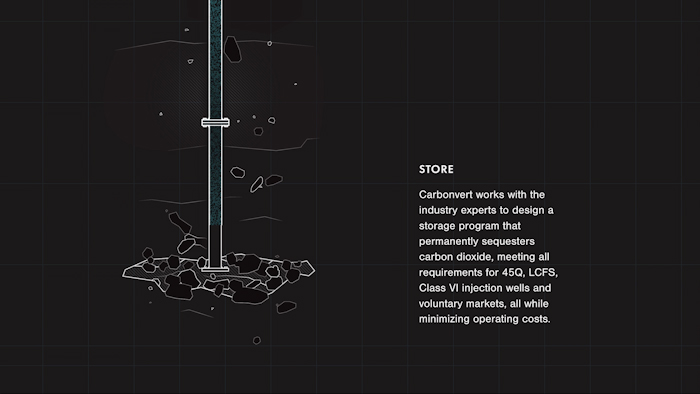 STORE
Carbonvert works with the
industry experts to design a
storage program that
permanently sequesters
carbon dioxide, meeting all
requirements for 45Q, LCFS,
Class VI injection wells and
voluntary markets, all while
minimizing operating costs.